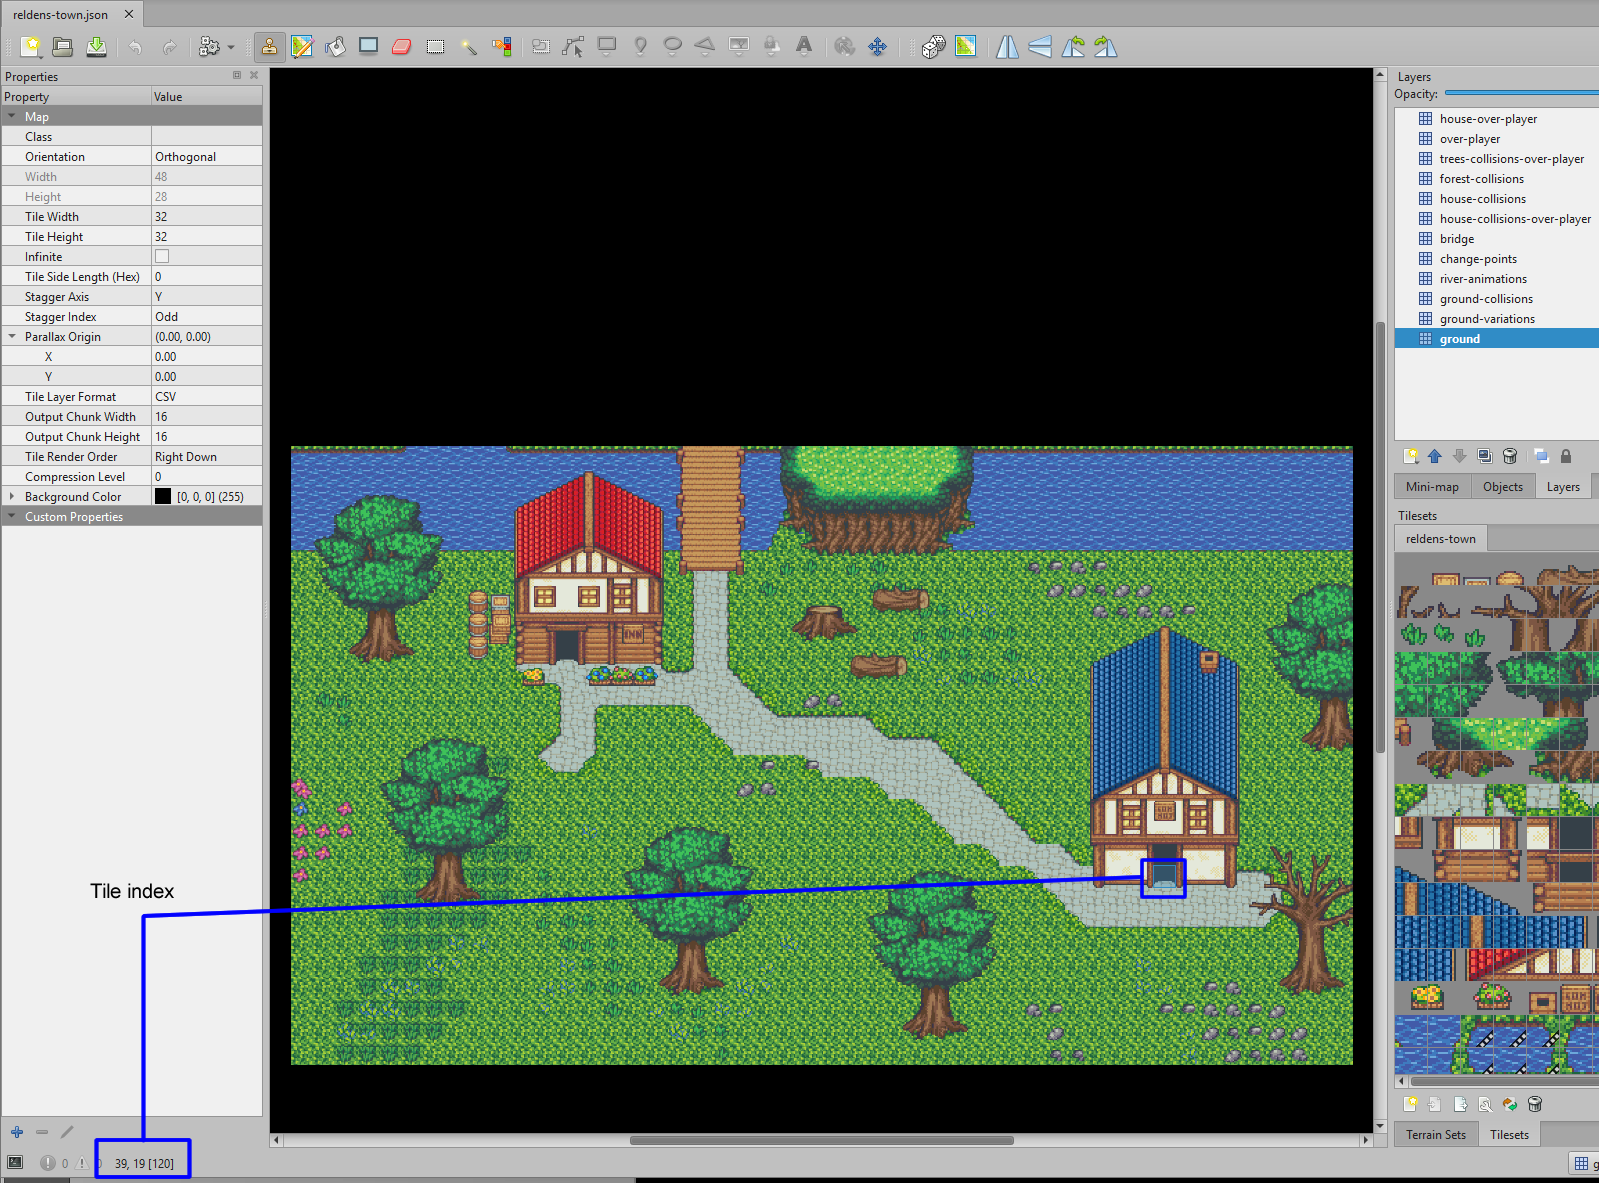 reldens-town.json
Properties
Property Value
Map
Class
Orientation Orthogonal
Width 48
Height 28
Tile Width 32
Tile Height 32
Infinite
Tile Side Length (Hex) 0
Stagger Axis Y
Stagger Index Odd
Parallax Origin (0.00, 0.00)
X 0.00
Y 0.00
Tile Layer Format CSV
Output Chunk Width 16
Output Chunk Height 16
Tile Render Order Right Down
Compression Level 0
Background Color [0, 0, 0] (255)
Custom Properties
Tile index
0 0 39, 19 [120]
INN
Layers
Opacity:
house-over-player
over-player
trees-collisions-over-player
forest-collisions
house-collisions
house-collisions-over-player
bridge
change-points
river-animations
ground-collisions
ground-variations
ground
Mini-map Objects Layers
Tilesets
reldens-town
Terrain Sets Tilesets
g